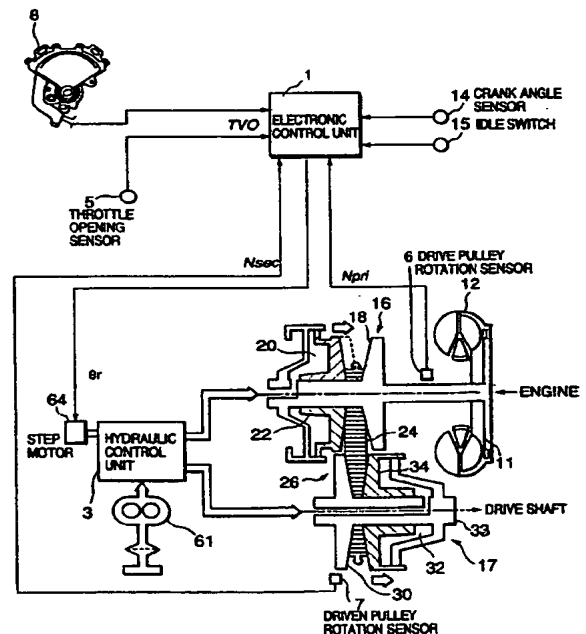 8
1
14 CRANK ANGLE
SENSOR
15 IDLE SWITCH
TVO
ELECTRONIC
CONTROL UNIT
5
THROTTLE
OPENING
SENSOR
Nsec
Npri
6 DRIVE PULLEY
ROTATION SENSOR
12
18
16
20
θr
64
STEP
MOTOR
HYDRAULIC
CONTROL
UNIT
3
22
24
ENGINE
11
26
34
DRIVE SHAFT
33
32
17
61
30
7
DRIVEN PULLEY
ROTATION SENSOR